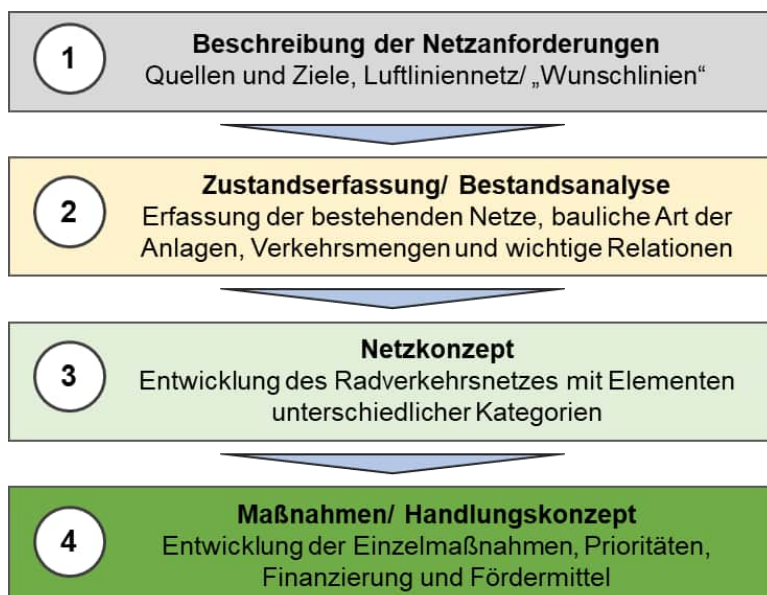 1
Beschreibung der Netzanforderungen
Quellen und Ziele, Luftliniennetz/ „Wunschlinien“
2
Zustandserfassung/ Bestandsanalyse
Erfassung der bestehenden Netze, bauliche Art der
Anlagen, Verkehrsmengen und wichtige Relationen
3
Netzkonzept
Entwicklung des Radverkehrsnetzes mit Elementen
unterschiedlicher Kategorien
4
Maßnahmen/ Handlungskonzept
Entwicklung der Einzelmaßnahmen, Prioritäten,
Finanzierung und Fördermittel